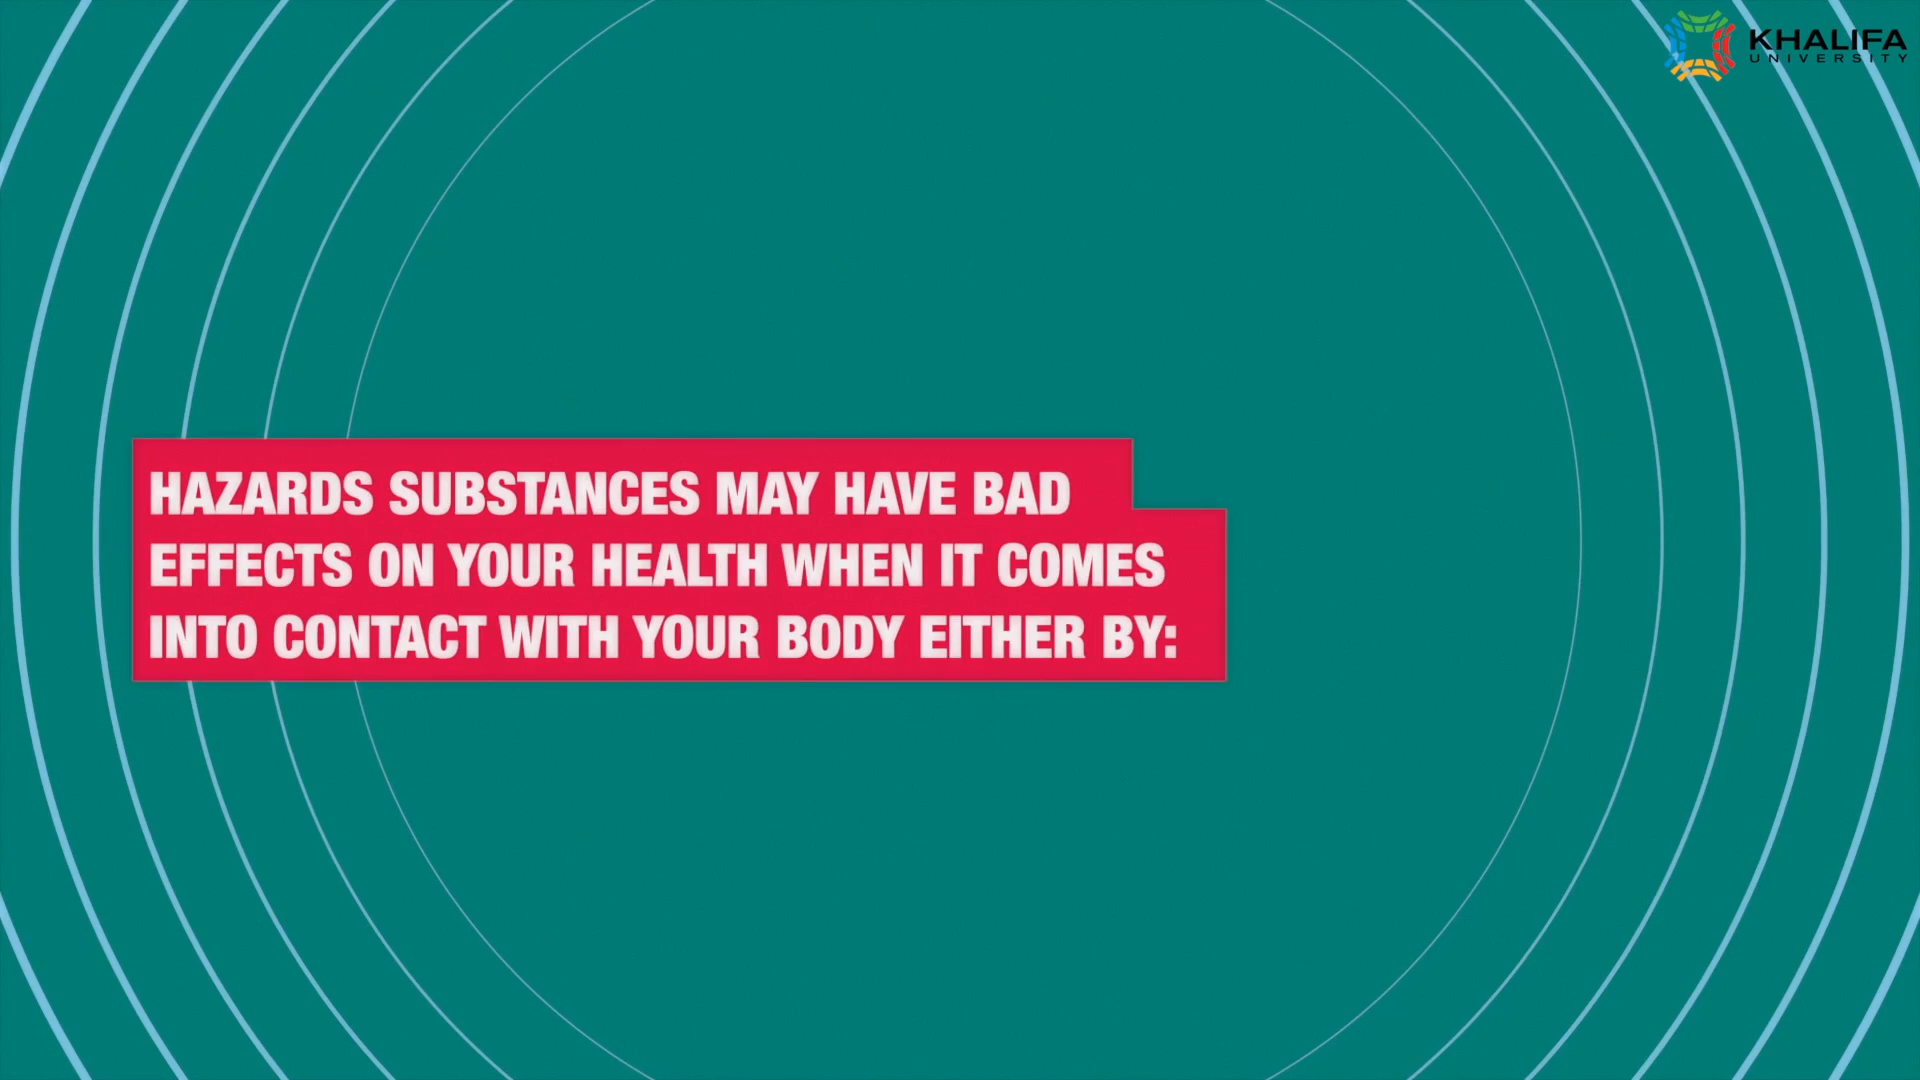 KHALIFA
UNIVERSITY
HAZARDS SUBSTANCES MAY HAVE BAD
EFFECTS ON YOUR HEALTH WHEN IT COMES
INTO CONTACT WITH YOUR BODY EITHER BY: